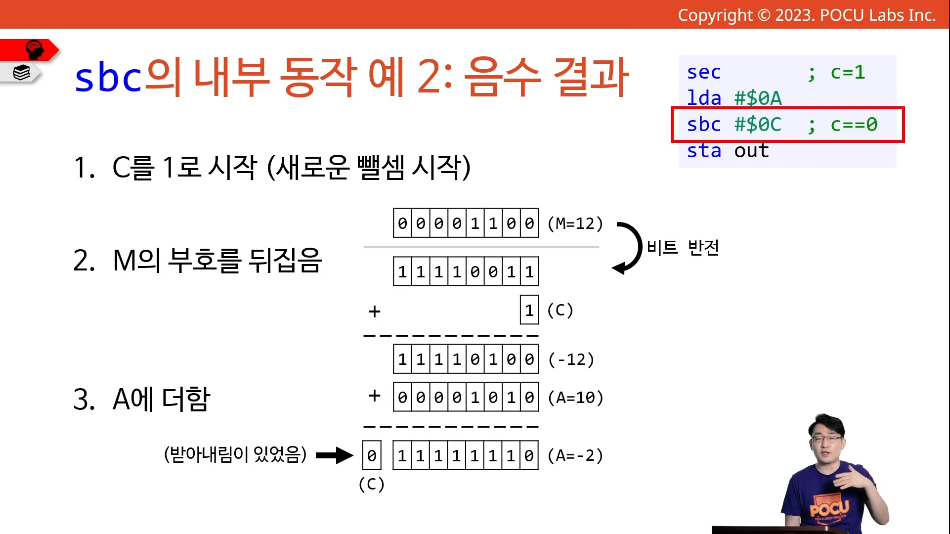 Copyright © 2023. POCU Labs Inc.
sbc의 내부 동작 예 2: 음수 결과
sec ; c=1
lda #$0A
sbc #$0C ; c==0
sta out
1. C를 1로 시작 (새로운 뺄셈 시작)
0 0 0 0 1 1 0 0 (M=12)
비트 반전
2. M의 부호를 뒤집음
1 1 1 1 0 0 1 1
+ 1 (C)
1 1 1 1 0 1 0 0 (-12)
3. A에 더함
+ 0 0 0 0 1 0 1 0 (A=10)
(받아내림이 있었음) 0 1 1 1 1 1 1 1 0 (A=-2)
(C)
POCU